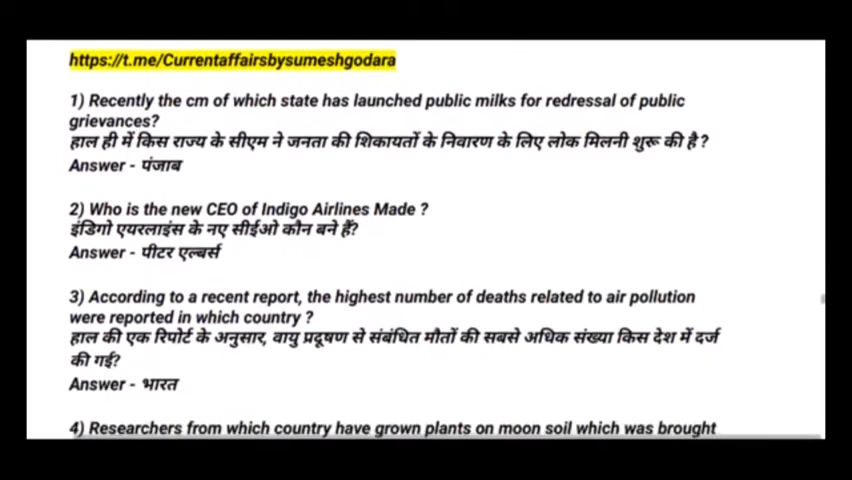 https://t.me/Currentaffairsbysumeshgodara
1) Recently the cm of which state has launched public milks for redressal of public
grievances?
हाल ही में किस राज्य के सीएम ने जनता की शिकायतों के निवारण के लिए लोक मिलनी शुरू की है?
Answer - पंजाब
2) Who is the new CEO of Indigo Airlines Made ?
इंडिगो एयरलाइंस के नए सीईओ कौन बने हैं?
Answer - पीटर एल्बर्स
3) According to a recent report, the highest number of deaths related to air pollution
were reported in which country ?
हाल की एक रिपोर्ट के अनुसार, वायु प्रदूषण से संबंधित मौतों की सबसे अधिक संख्या किस देश में दर्ज
की गई?
Answer - भारत
4) Researchers from which country have grown plants on moon soil which was brought